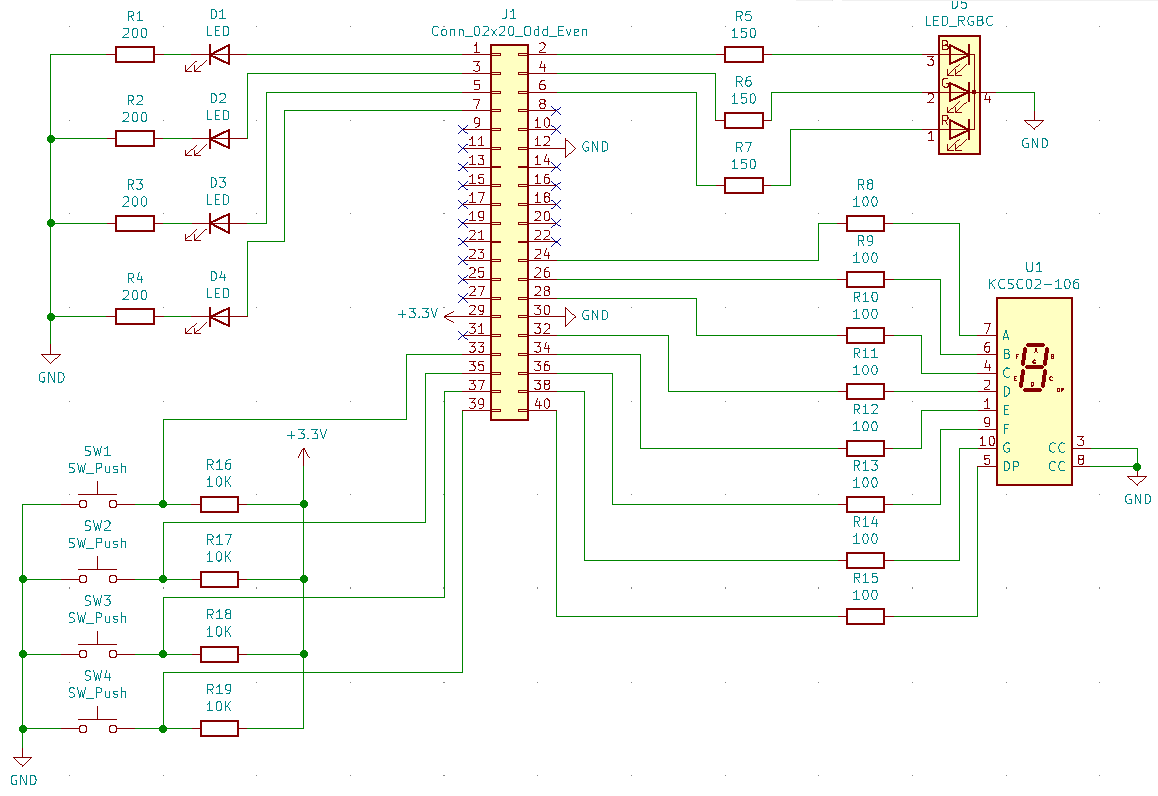 R1
200
D1
LED
R2
200
D2
LED
R3
200
D3
LED
R4
200
D4
LED
GND
J1
Conn_02x20_Odd_Even
1 2
3 4
5 6
7 8
9 10
11 12
13 14
15 16
17 18
19 20
21 22
23 24
25 26
27 28
29 30
31 32
33 34
35 36
37 38
39 40
GND
GND
+3.3V
R5
150
R6
150
R7
150
D5
LED_RGBC
B
3
G
2
R
1
4
GND
R8
100
R9
100
R10
100
R11
100
R12
100
R13
100
R14
100
R15
100
U1
KCSC02-106
7 A
6 B
4 C
2 D
1 E
9 F
10 G
5 DP
CC 3
CC 8
A
F B
G
E C
D
DP
GND
+3.3V
SW1
SW_Push
R16
10K
SW2
SW_Push
R17
10K
SW3
SW_Push
R18
10K
SW4
SW_Push
R19
10K
GND